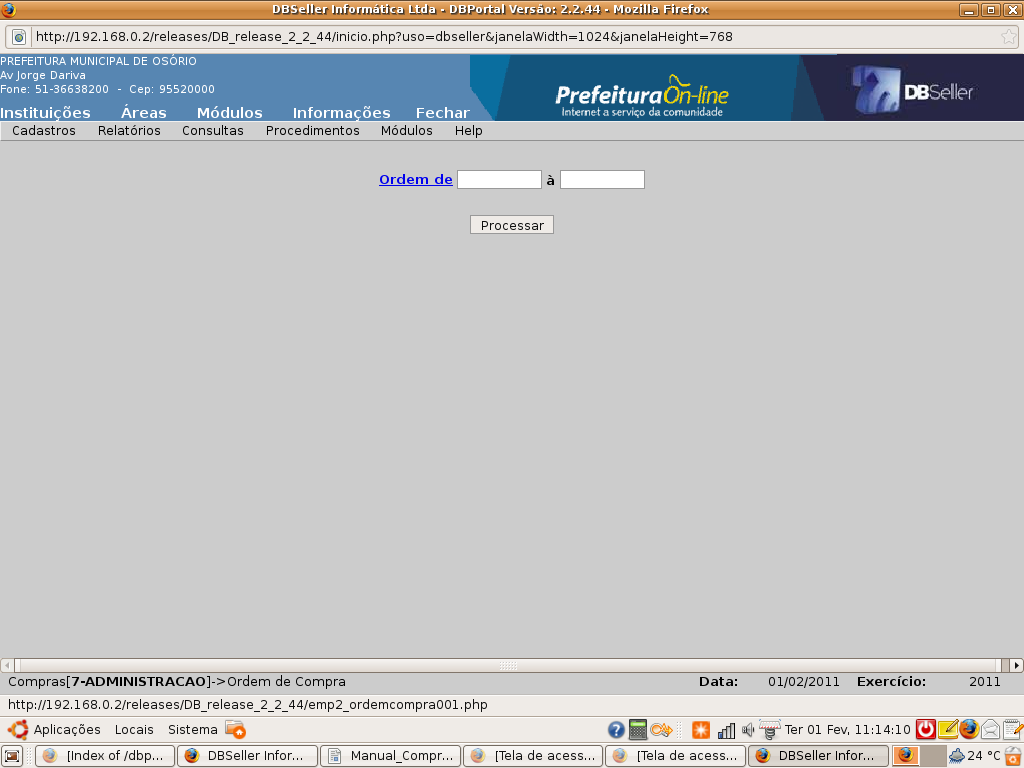 DBSeller Informática Ltda - DBPortal Versão: 2.2.44 - Mozilla Firefox
http://192.168.0.2/releases/DB_release_2_2_44/inicio.php?uso=dbseller&janelaWidth=1024&janelaHeight=768
PREFEITURA MUNICIPAL DE OSÓRIO
Av Jorge Dariva
Fone: 51-36638200 - Cep: 95520000
PrefeituraOn-line
Internet a serviço da comunidade
DBSeller
Instituições Áreas Módulos Informações Fechar
Cadastros Relatórios Consultas Procedimentos Módulos Help
Ordem de à
Processar
Compras[7-ADMINISTRACAO]->Ordem de Compra Data: 01/02/2011 Exercício: 2011
http://192.168.0.2/releases/DB_release_2_2_44/emp2_ordemcompra001.php
Aplicações Locais Sistema Ter 01 Fev, 11:14:10
[Index of /dbp... DBSeller Infor... Manual_Compr... [Tela de acess... [Tela de acess... DBSeller Infor... 24 °C